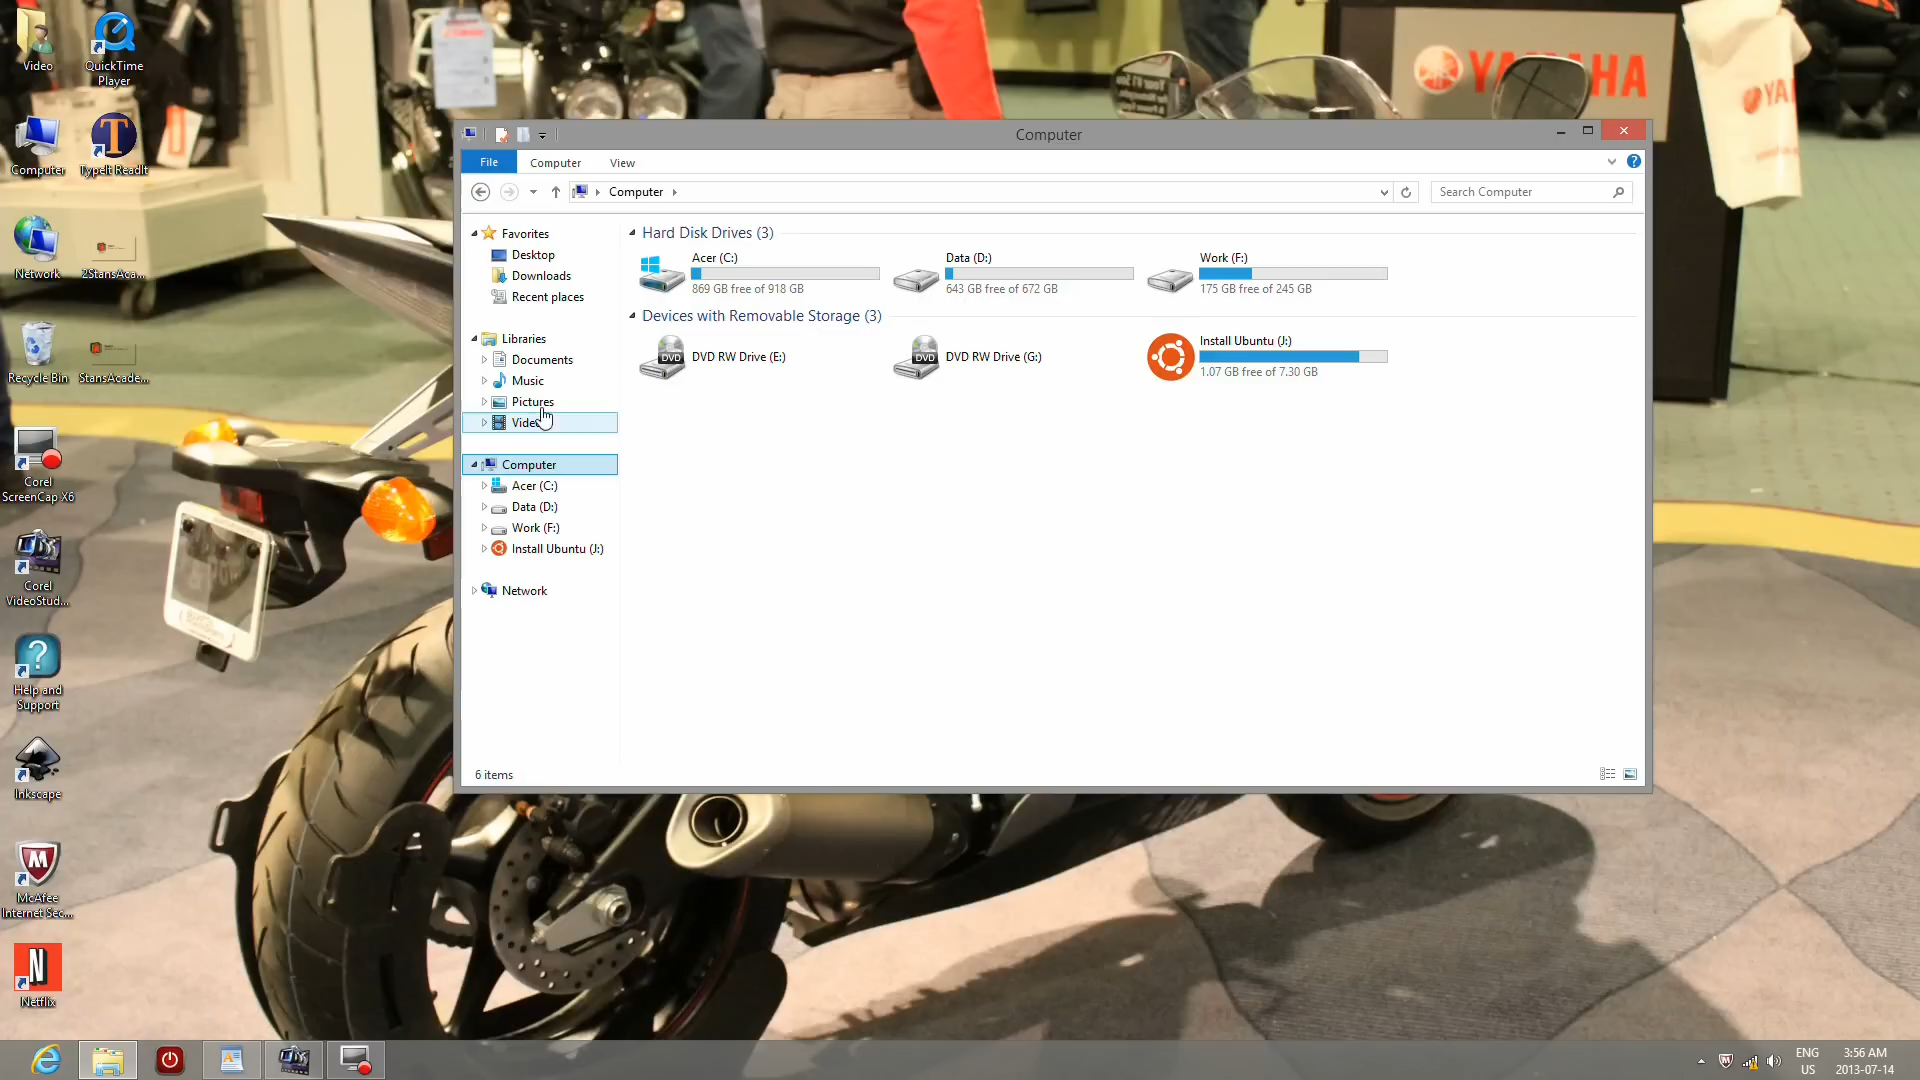 Video
QuickTime
Player
Computer
TypeIt ReadIt
Network
2StansAca...
Recycle Bin
StansAcade...
Corel
ScreenCap X6
Corel
VideoStud...
Help and
Support
Inkscape
McAfee
Internet Sec...
Netflix
YAMAHA
Computer
File
Computer
View
Computer
Search Computer
Favorites
Desktop
Downloads
Recent places
Libraries
Documents
Music
Pictures
Computer
Acer (C:)
Data (D:)
Work (F:)
Install Ubuntu (J:)
Network
Hard Disk Drives (3)
Acer (C:)
869 GB free of 918 GB
Data (D:)
643 GB free of 672 GB
Work (F:)
175 GB free of 245 GB
Devices with Removable Storage (3)
DVD
DVD RW Drive (E:)
DVD
DVD RW Drive (G:)
Install Ubuntu (J:)
1.07 GB free of 7.30 GB
6 items
ENG
US
3:56 AM
2013-07-14